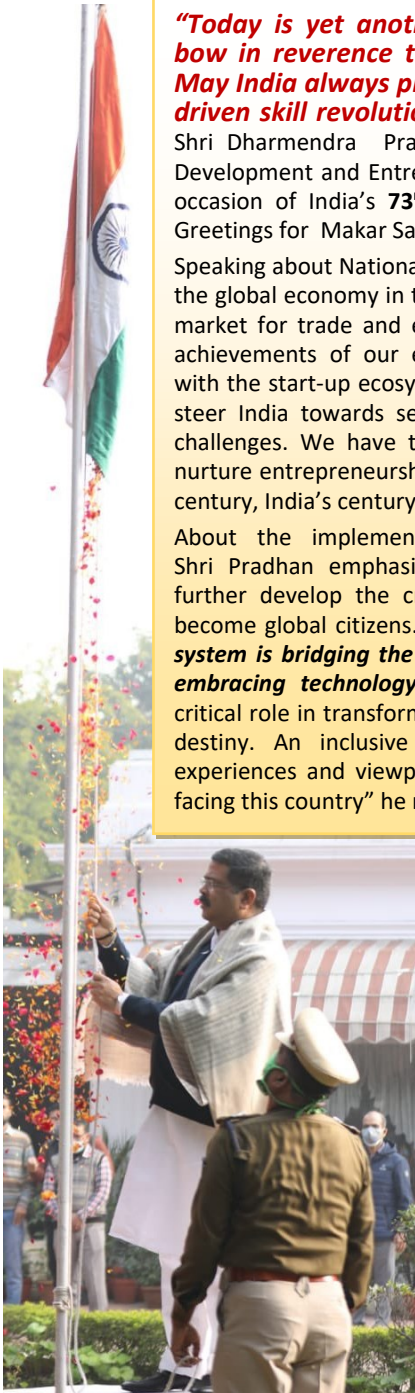 “Today is yet anoth
bow in reverence t
May India always p
driven skill revoluti
Shri Dharmendra Pra
Development and Entre
occasion of India's 73
Greetings for Makar Sa
Speaking about Nationa
the global economy in t
market for trade and e
achievements of our e
with the start-up ecosy
steer India towards se
challenges. We have t
nurture entrepreneursh
century, India's century
About the implemen
Shri Pradhan emphasi
further develop the c
become global citizens.
system is bridging the
embracing technology
critical role in transform
destiny. An inclusive
experiences and viewp
facing this country” he